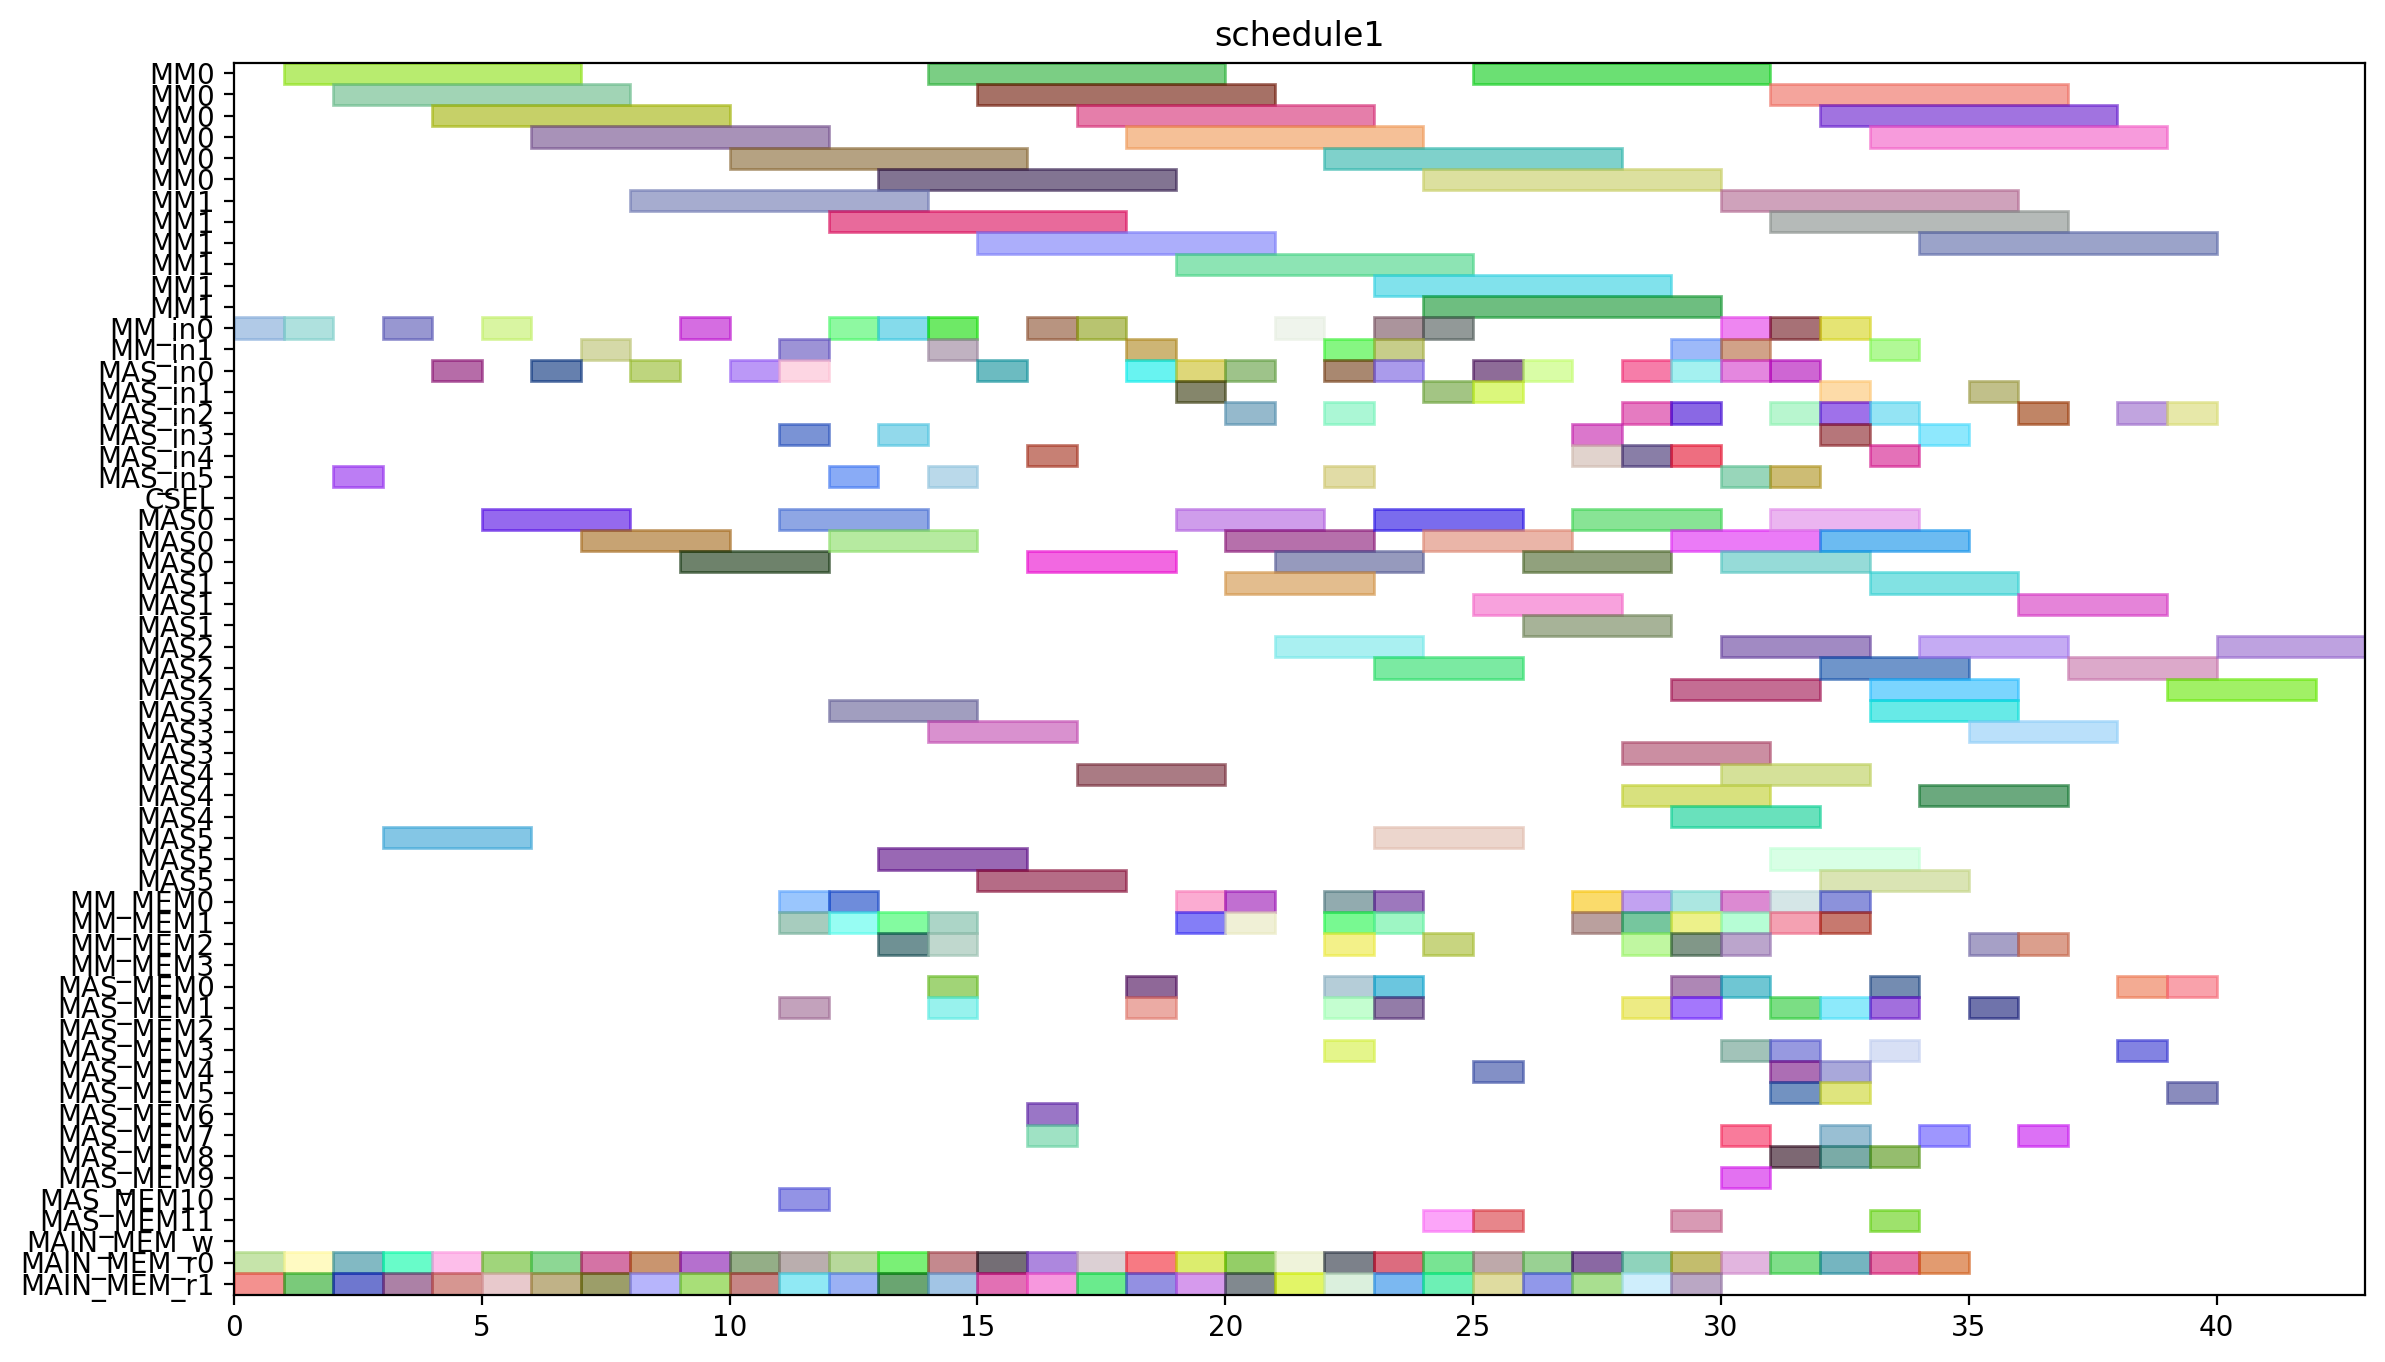 schedule1
MM0
MM0
MM0
MM0
MM0
MM0
MM1
MM1
MM1
MM1
MM1
MM1
MM_in0
MM_in1
MAS_in0
MAS_in1
MAS_in2
MAS_in3
MAS_in4
MAS_in5
CSEL
MAS0
MAS0
MAS0
MAS1
MAS1
MAS1
MAS2
MAS2
MAS2
MAS3
MAS3
MAS3
MAS4
MAS4
MAS4
MAS5
MAS5
MAS5
MM_MEM0
MM_MEM1
MM_MEM2
MM_MEM3
MAS_MEM0
MAS_MEM1
MAS_MEM2
MAS_MEM3
MAS_MEM4
MAS_MEM5
MAS_MEM6
MAS_MEM7
MAS_MEM8
MAS_MEM9
MAS_MEM10
MAS_MEM11
MAIN_MEM_w
MAIN_MEM_r0
MAIN_MEM_r1
0 5 10 15 20 25 30 35 40